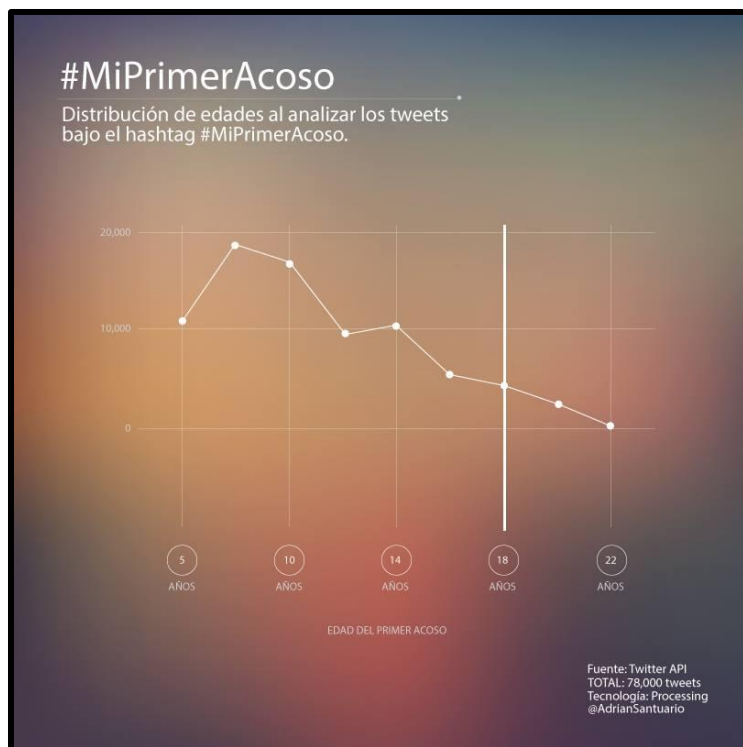 #MiPrimerAcoso
Distribución de edades al analizar los tweets
bajo el hashtag #MiPrimerAcoso.
20,000
10,000
0
5
AÑOS
10
AÑOS
14
AÑOS
18
AÑOS
22
AÑOS
EDAD DEL PRIMER ACOSO
Fuente: Twitter API
TOTAL: 78,000 tweets
Tecnología: Processing
@AdrianSantuario